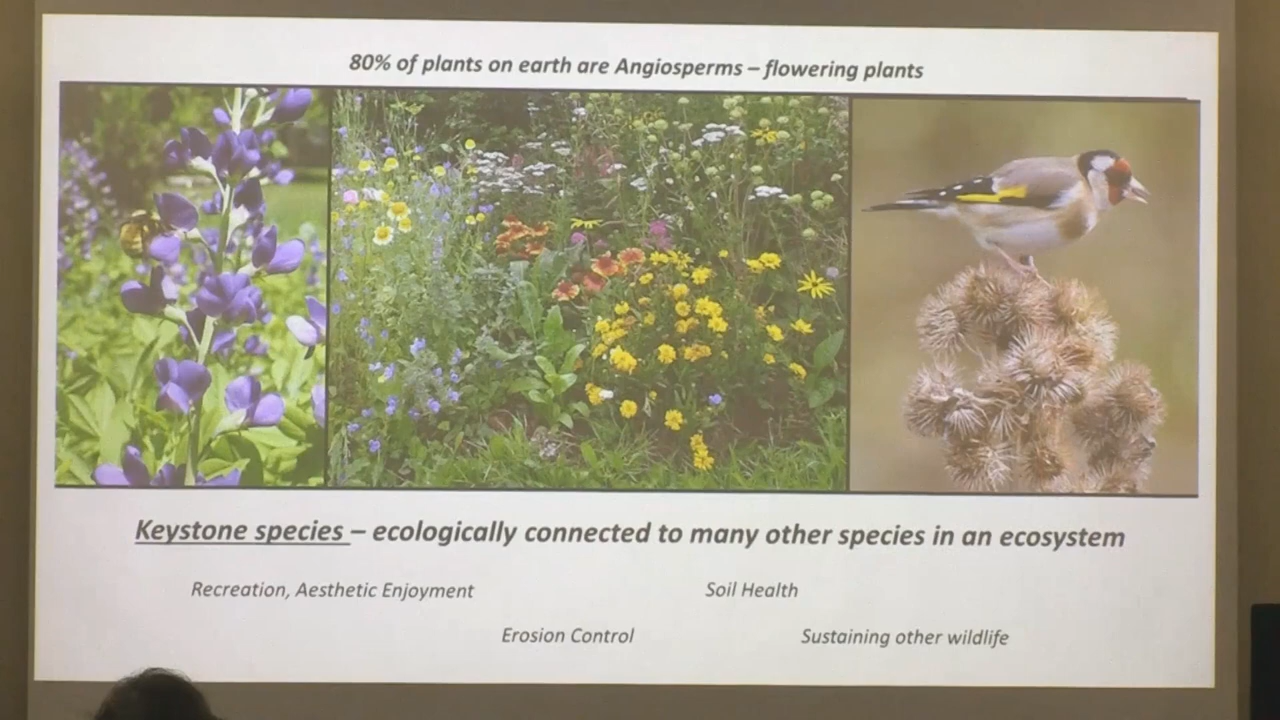 80% of plants on earth are Angiosperms – flowering plants
Keystone species – ecologically connected to many other species in an ecosystem
Recreation, Aesthetic Enjoyment
Soil Health
Erosion Control
Sustaining other wildlife